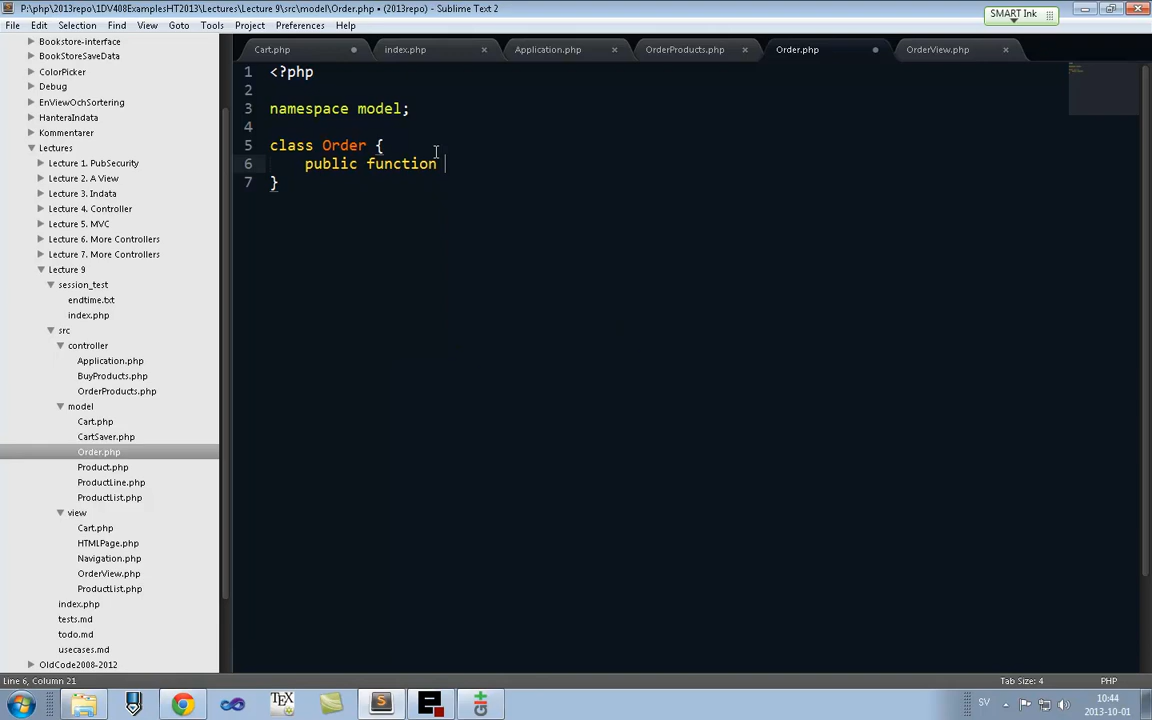 P:\php\2013repo\1DV408ExamplesHT2013\Lectures\Lecture 9\src\model\Order.php • (2013repo) - Sublime Text 2
SMART Ink
File Edit Selection Find View Goto Tools Project Preferences Help
Bookstore-interface
BookStoreSaveData
ColorPicker
Debug
EnViewOchSortering
HanteraIndata
Kommentarer
Lectures
Lecture 1. PubSecurity
Lecture 2. A View
Lecture 3. Indata
Lecture 4. Controller
Lecture 5. MVC
Lecture 6. More Controllers
Lecture 7. More Controllers
Lecture 9
session_test
endtime.txt
index.php
src
controller
Application.php
BuyProducts.php
OrderProducts.php
model
Cart.php
CartSaver.php
Order.php
Product.php
ProductLine.php
ProductList.php
view
Cart.php
HTMLPage.php
Navigation.php
OrderView.php
ProductList.php
index.php
tests.md
todo.md
usecases.md
OldCode2008-2012
Cart.php index.php Application.php OrderProducts.php Order.php OrderView.php
1 <?php
2
3 namespace model;
4
5 class Order {
6 public function
7 }
Line 6, Column 21 Tab Size: 4 PHP
SV 10:44
2013-10-01